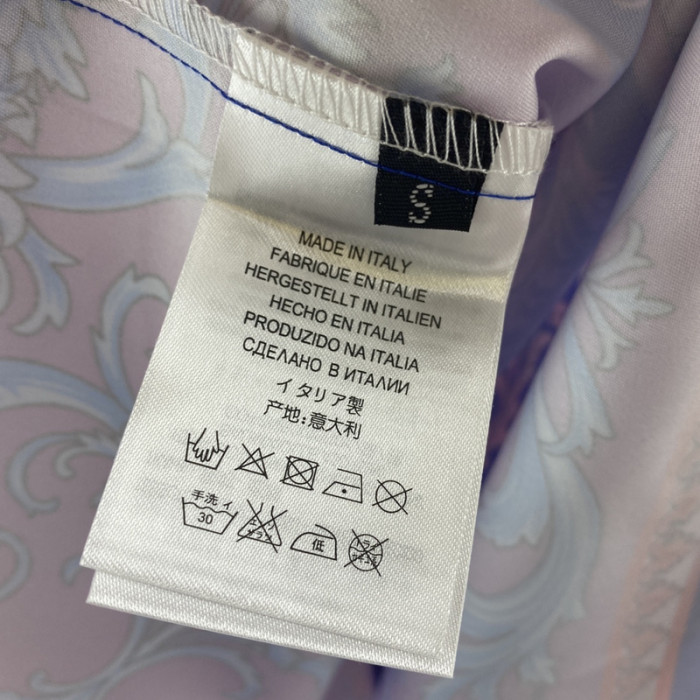 S
MADE IN ITALY
FABRIQUE EN ITALIE
HERGESTELLT IN ITALIEN
HECHO EN ITALIA
PRODUZIDO NA ITALIA
СДЕЛАНО В ИТАЛИИ
イタリア製
产地:意大利
手洗イ
30
低